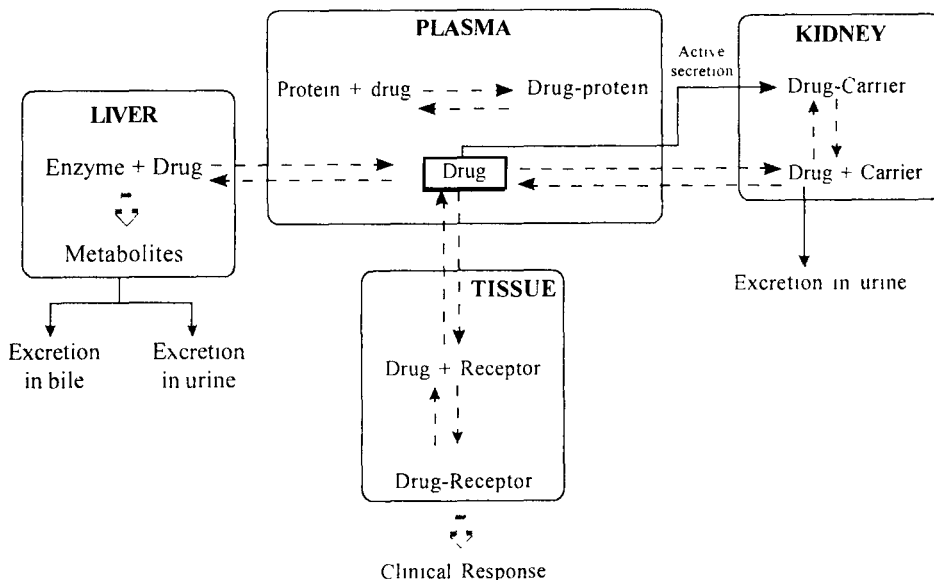 PLASMA
Protein + drug
Drug-protein
Drug
Active
secretion
KIDNEY
Drug-Carrier
Drug + Carrier
Excretion in urine
LIVER
Enzyme + Drug
Metabolites
Excretion
in bile
Excretion
in urine
TISSUE
Drug + Receptor
Drug-Receptor
Clinical Response